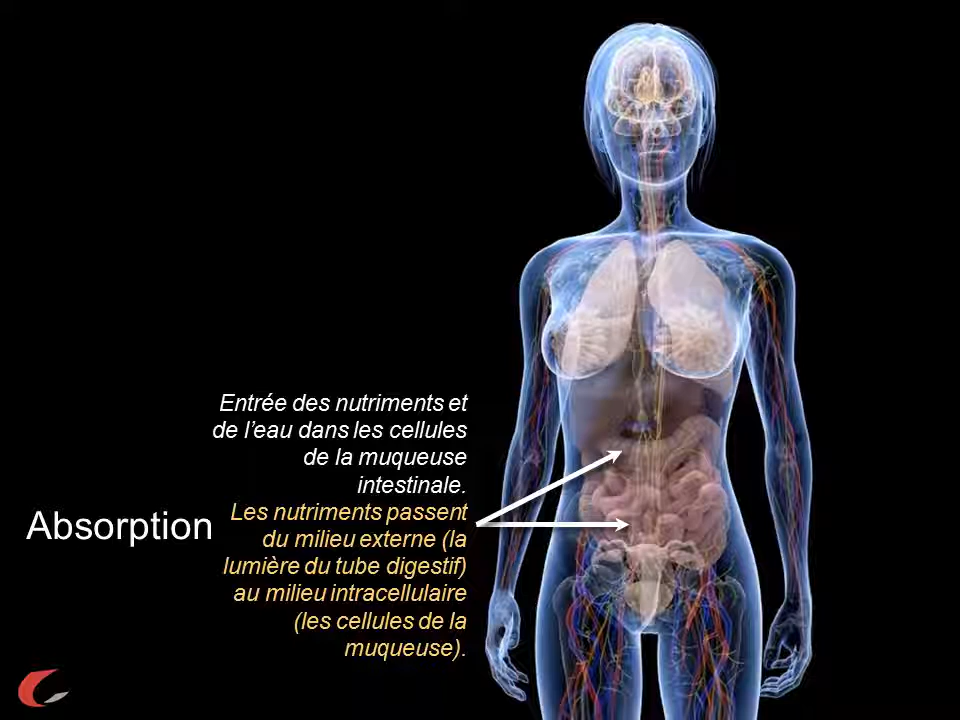 Entrée des nutriments et
de l’eau dans les cellules
de la muqueuse
intestinale.
Absorption
Les nutriments passent
du milieu externe (la
lumière du tube digestif)
au milieu intracellulaire
(les cellules de la
muqueuse).